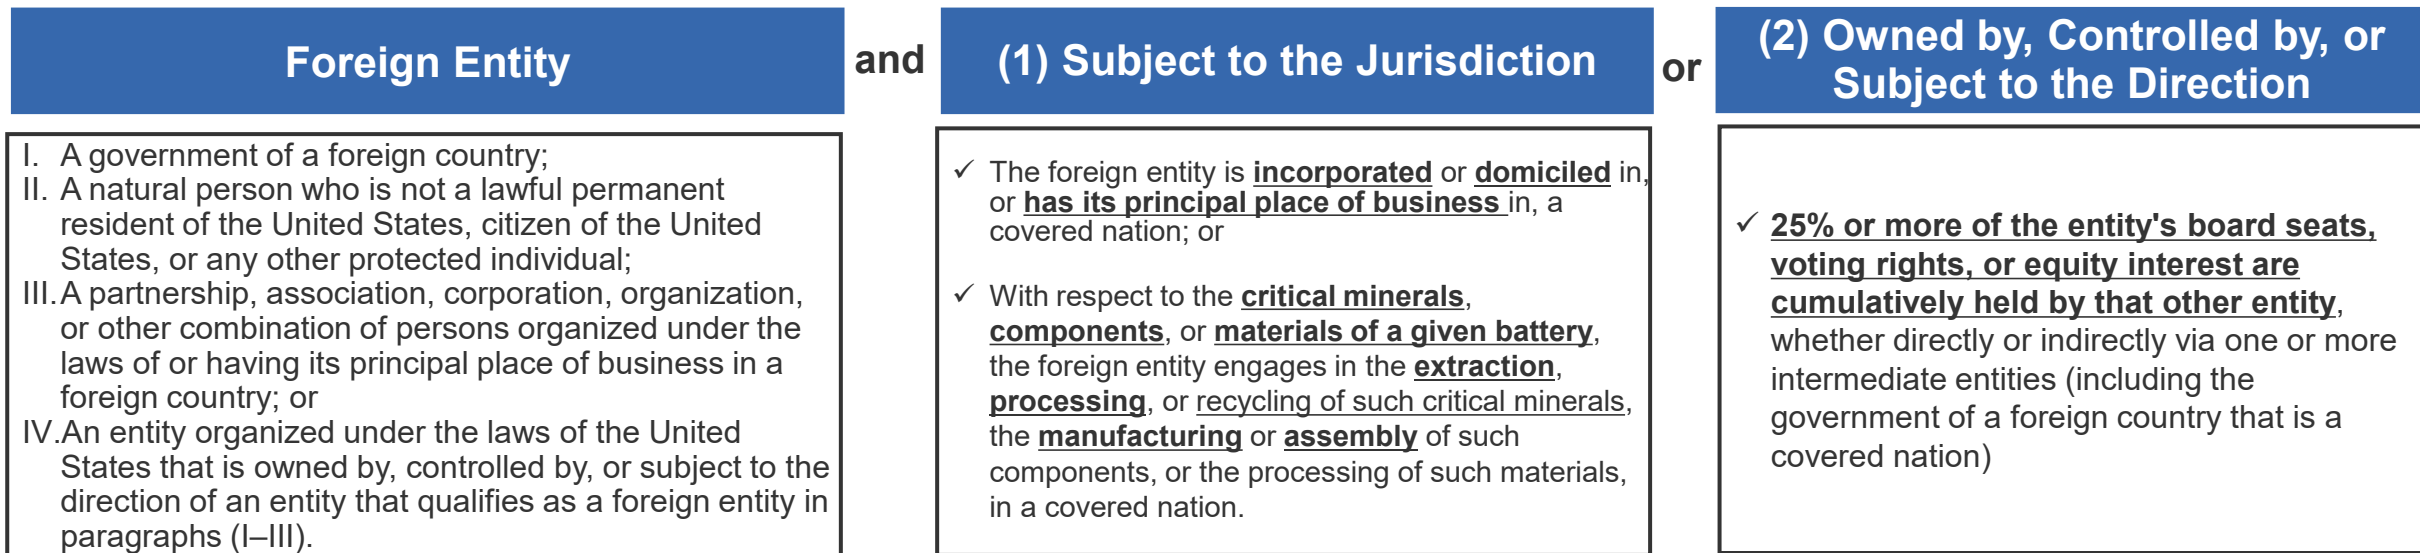 Foreign Entity
and
(1) Subject to the Jurisdiction
or
(2) Owned by, Controlled by, or
Subject to the Direction
I. A government of a foreign country;
II. A natural person who is not a lawful permanent
resident of the United States, citizen of the United
States, or any other protected individual;
III. A partnership, association, corporation, organization,
or other combination of persons organized under the
laws of or having its principal place of business in a
foreign country; or
IV. An entity organized under the laws of the United
States that is owned by, controlled by, or subject to the
direction of an entity that qualifies as a foreign entity in
paragraphs (I–III).
✓ The foreign entity is incorporated or domiciled in,
or has its principal place of business in, a
covered nation; or
✓ With respect to the critical minerals,
components, or materials of a given battery,
the foreign entity engages in the extraction,
processing, or recycling of such critical minerals,
the manufacturing or assembly of such
components, or the processing of such materials,
in a covered nation.
✓ 25% or more of the entity's board seats,
voting rights, or equity interest are
cumulatively held by that other entity,
whether directly or indirectly via one or more
intermediate entities (including the
government of a foreign country that is a
covered nation)